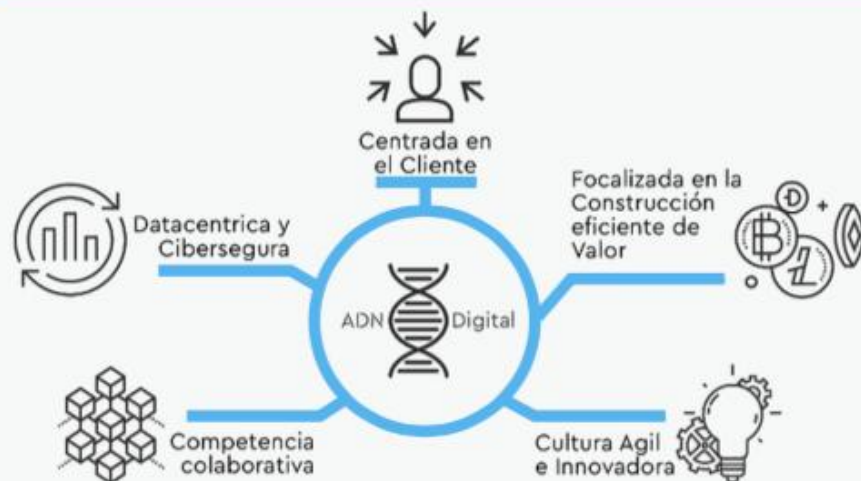 Centrada en
el Cliente
Focalizada en la
Construcción
eficiente de
Valor
Datacentrica y
Cibersegura
ADN Digital
Competencia
colaborativa
Cultura Agil
e Innovadora